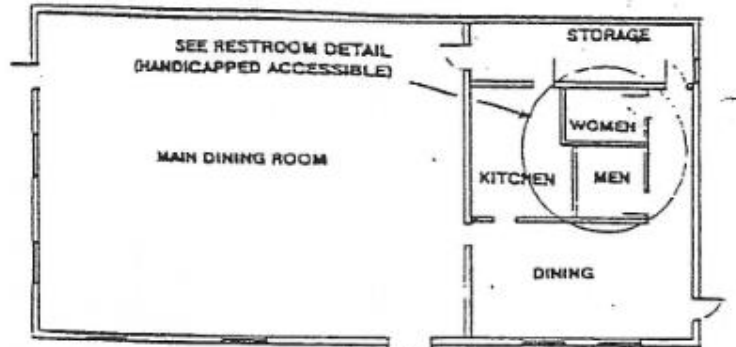 STORAGE
SEE RESTROOM DETAIL
(HANDICAPPED ACCESSIBLE)
WOMEN
MAIN DINING ROOM
KITCHEN
MEN
DINING